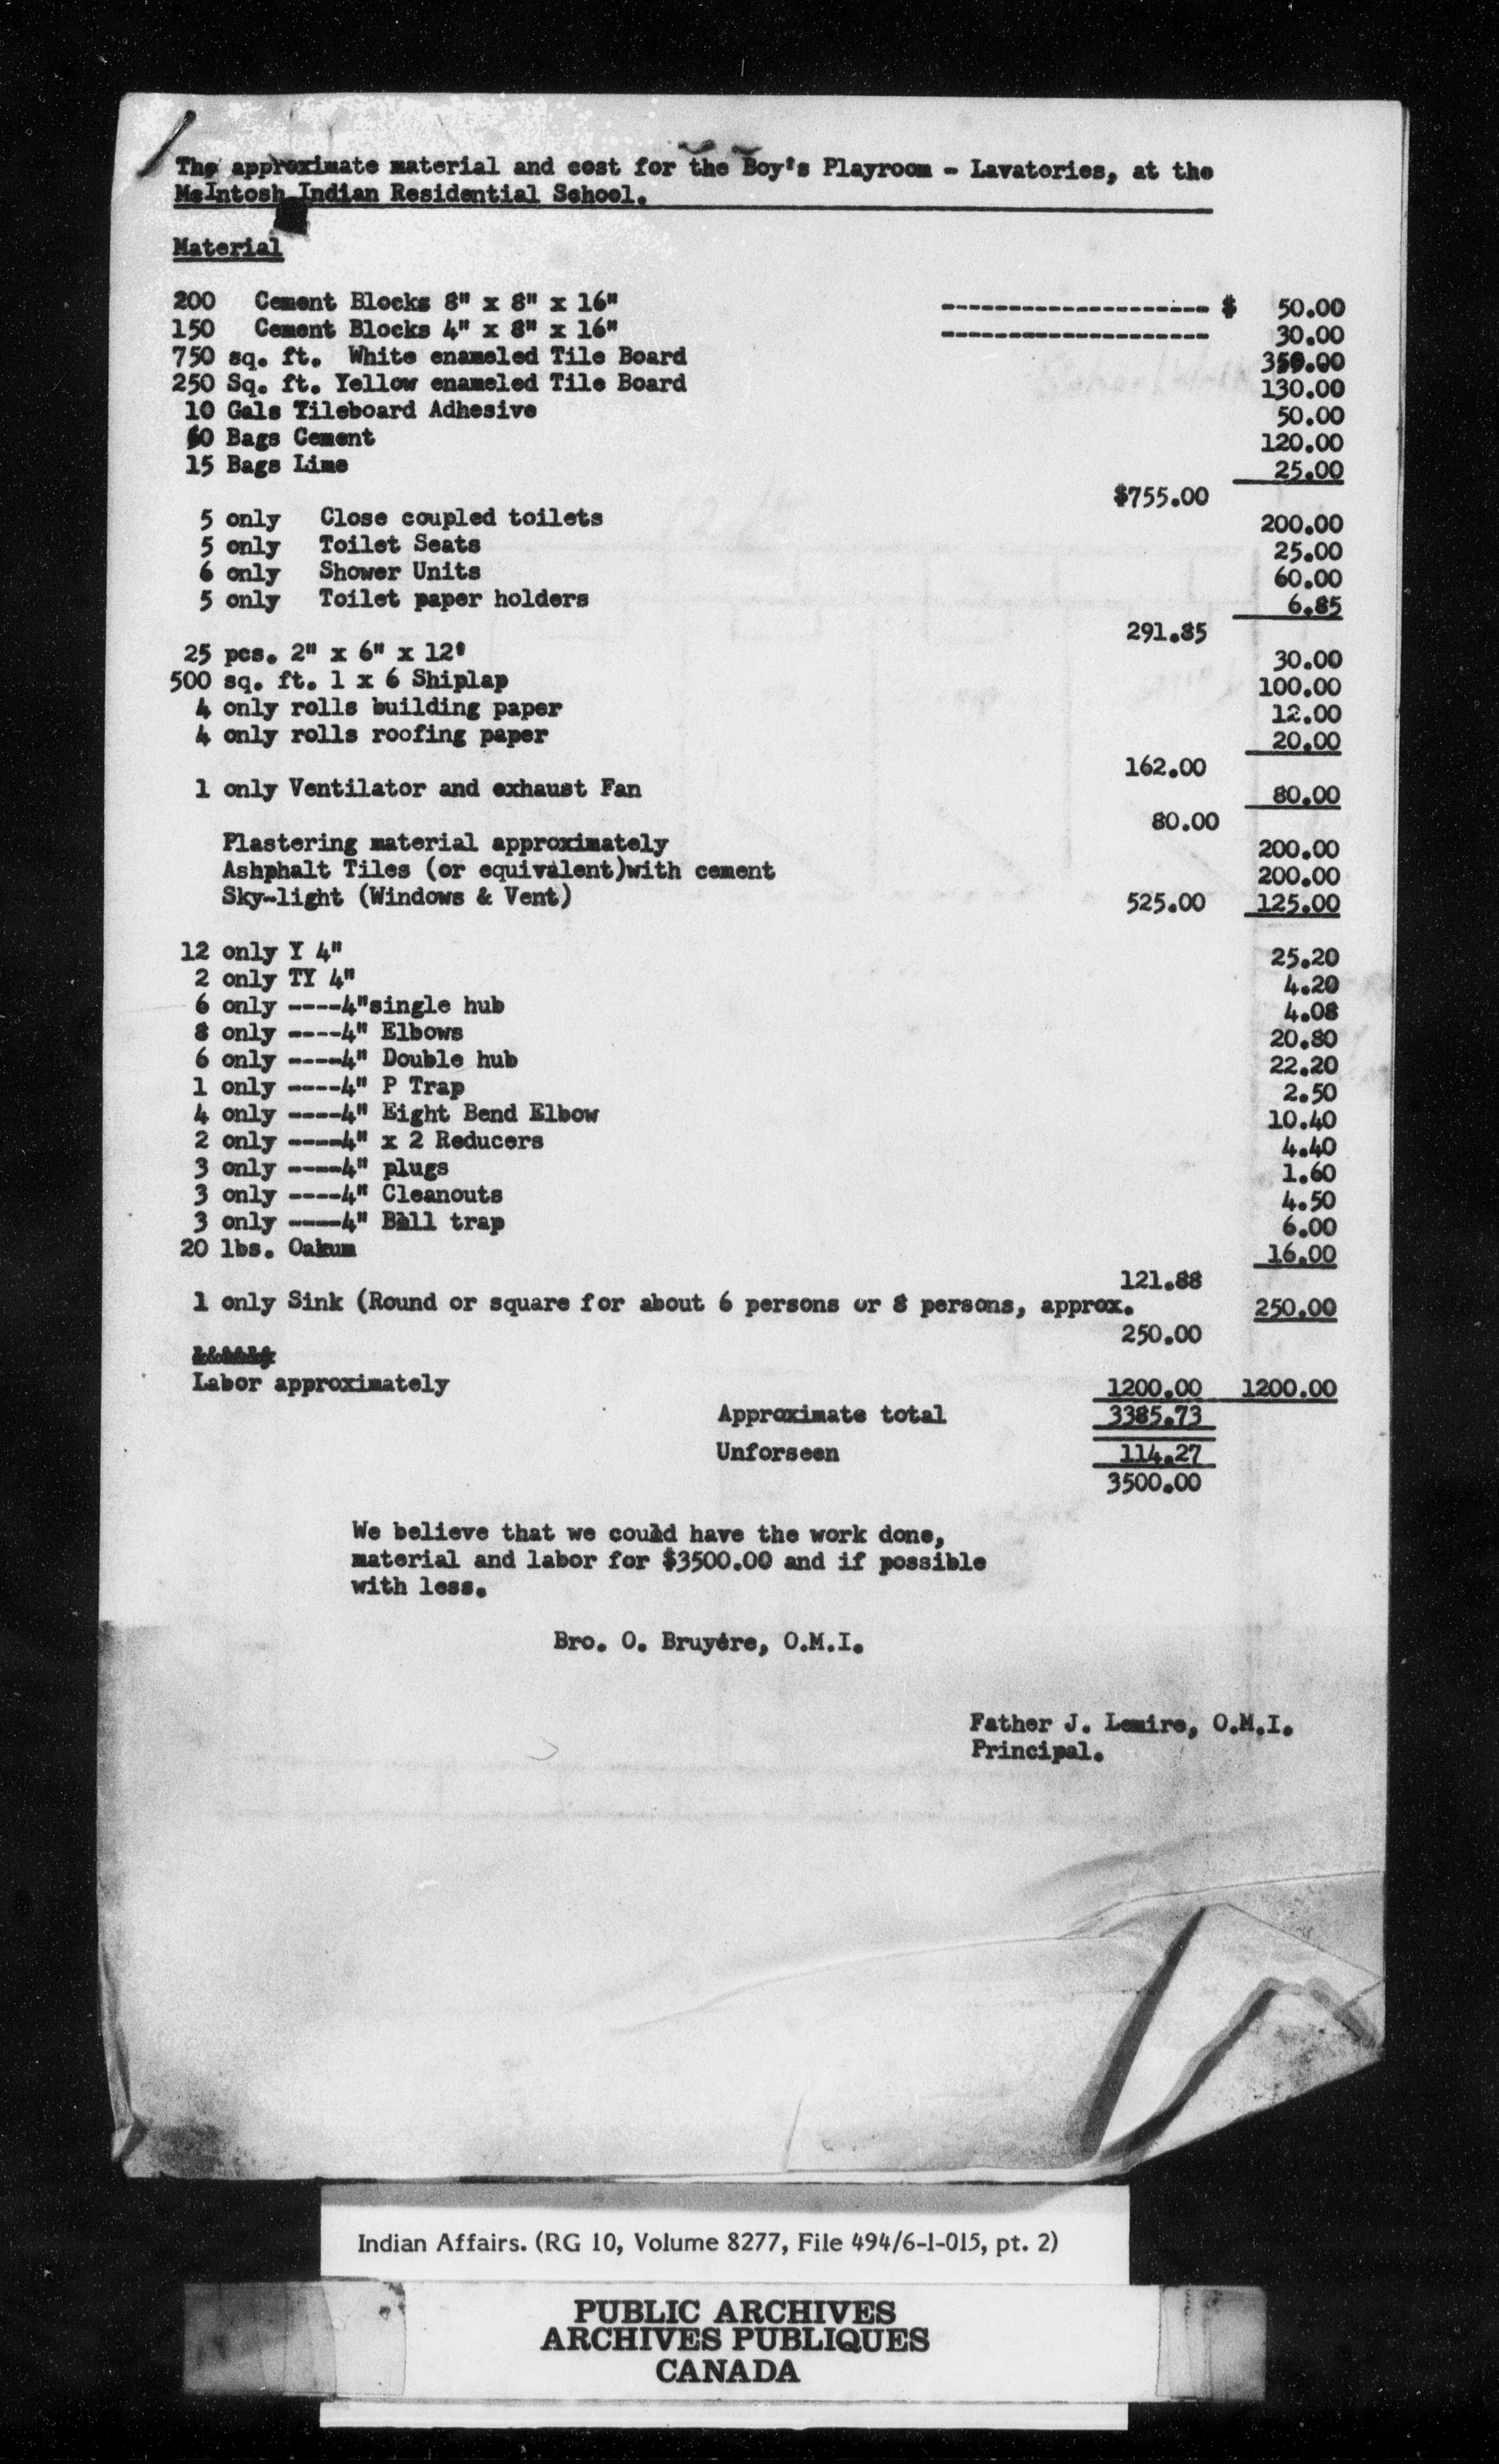 The approximate material and cost for the Boy's Playroom - Lavatories, at the
McIntosh Indian Residential School.
Material
200 Cement Blocks 8" x 8" x 16" -------------------- $ 50.00
150 Cement Blocks 4" x 8" x 16" -------------------- 30.00
750 sq. ft. White enameled Tile Board 350.00
250 Sq. ft. Yellow enameled Tile Board 130.00
10 Gals Tileboard Adhesive 50.00
60 Bags Cement 120.00
15 Bags Lime 25.00
$755.00
5 only Close coupled toilets 200.00
5 only Toilet Seats 25.00
6 only Shower Units 60.00
5 only Toilet paper holders 6.85
291.85
25 pcs. 2" x 6" x 12' 30.00
500 sq. ft. 1 x 6 Shiplap 100.00
4 only rolls building paper 12.00
4 only rolls roofing paper 20.00
162.00
1 only Ventilator and exhaust Fan 80.00
80.00
Plastering material approximately 200.00
Ashphalt Tiles (or equivalent)with cement 200.00
Sky-light (Windows & Vent) 525.00 125.00
12 only Y 4" 25.20
2 only TY 4" 4.20
6 only ----4"single hub 4.08
8 only ----4" Elbows 20.80
6 only ----4" Double hub 22.20
1 only ----4" P Trap 2.50
4 only ----4" Eight Bend Elbow 10.40
2 only ----4" x 2 Reducers 4.40
3 only ----4" plugs 1.60
3 only ----4" Cleanouts 4.50
3 only ----4" Ball trap 6.00
20 lbs. Oakum 16.00
121.88
1 only Sink (Round or square for about 6 persons or 8 persons, approx. 250.00
250.00
Labor approximately 1200.00 1200.00
Approximate total 3385.73
Unforseen 114.27
3500.00
We believe that we could have the work done,
material and labor for $3500.00 and if possible
with less.
Bro. O. Bruyére, O.M.I.
Father J. Lemire, O.M.I.
Principal.
Indian Affairs. (RG 10, Volume 8277, File 494/6-1-015, pt. 2)
PUBLIC ARCHIVES
ARCHIVES PUBLIQUES
CANADA